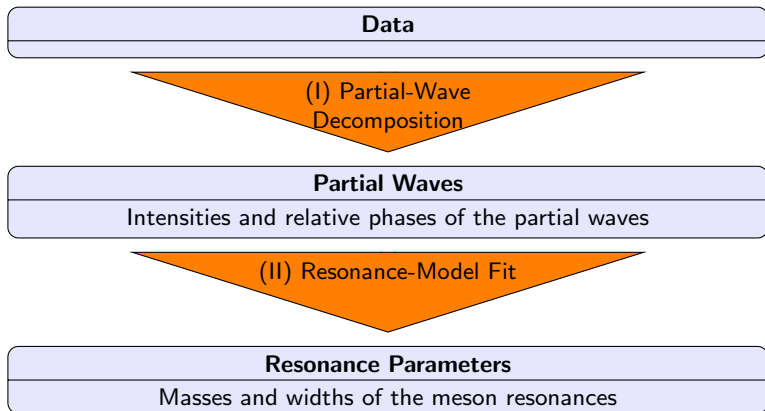 Data
(I) Partial-Wave
Decomposition
Partial Waves
Intensities and relative phases of the partial waves
(II) Resonance-Model Fit
Resonance Parameters
Masses and widths of the meson resonances